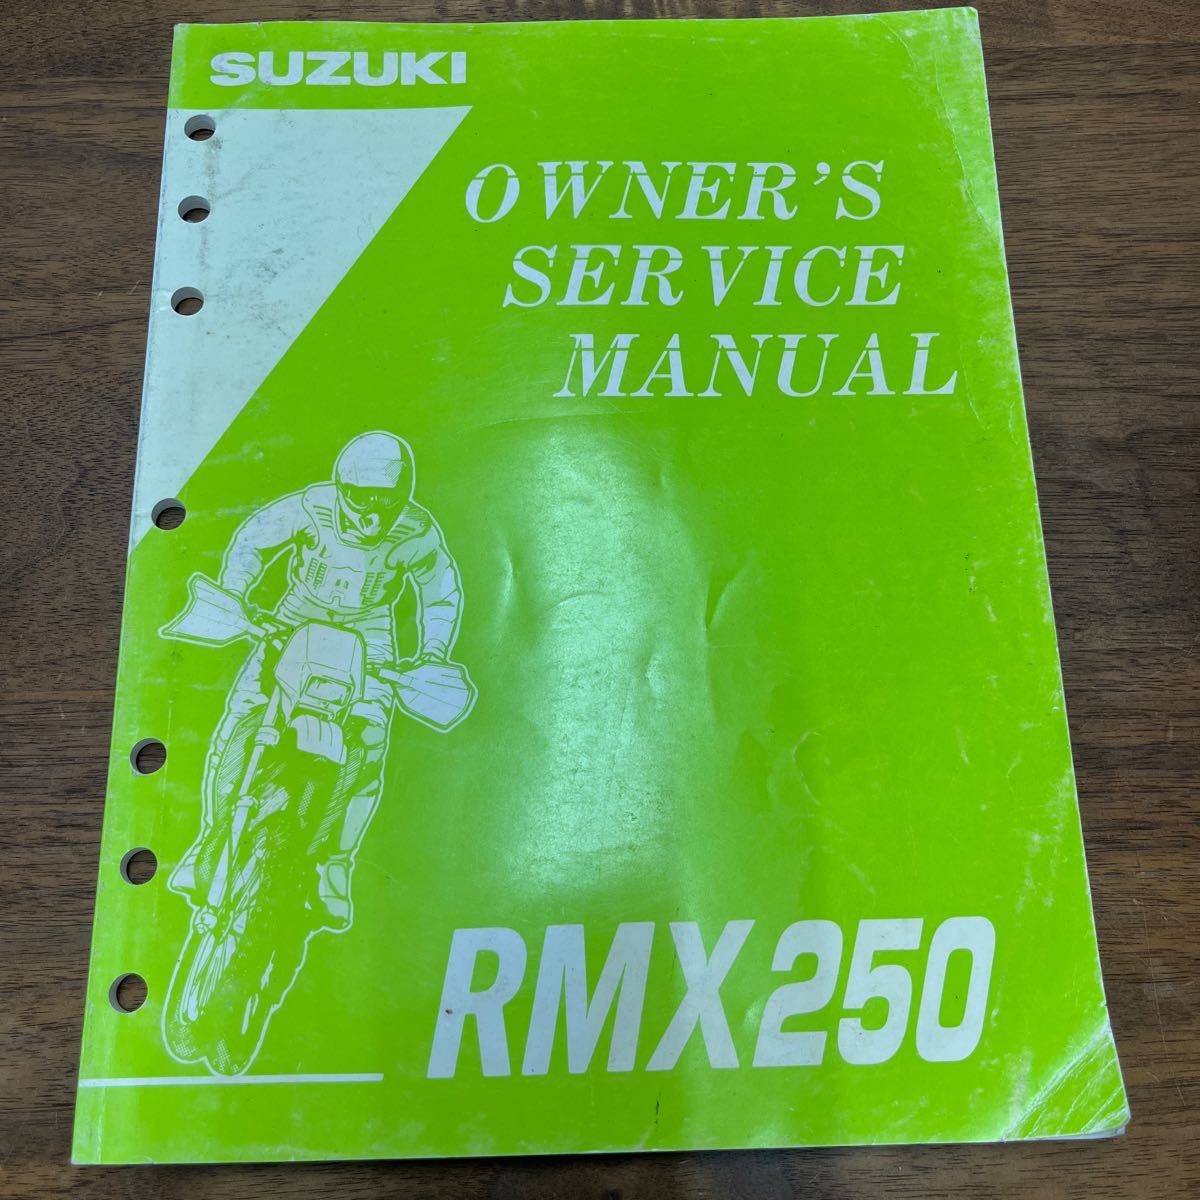 SUZUKI
OWNER'S
SERVICE
MANUAL
RMX250